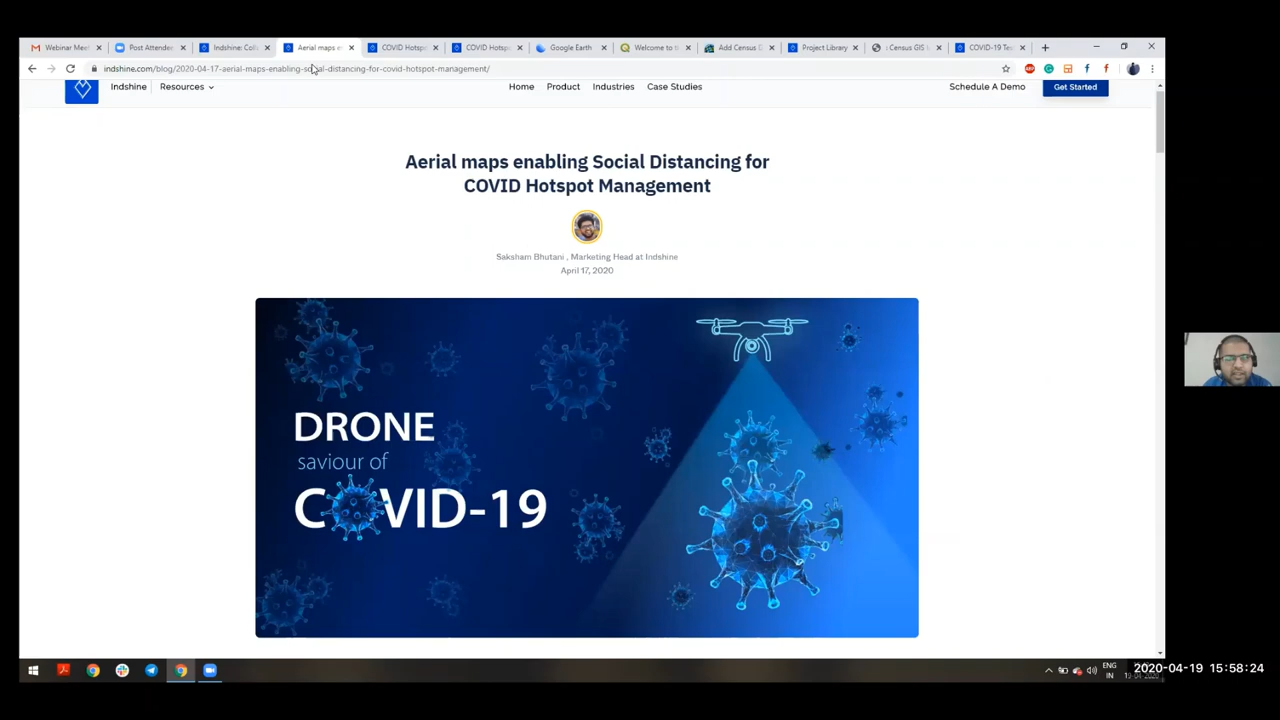 Webinar Mee
Post Attende
Indshine: Coll
Aerial maps e
COVID Hotsp
COVID Hotsp
Google Earth
Welcome to t
Add Census D
Project Library
: Census GIS
COVID-19 Te
indshine.com/blog/2020-04-17-aerial-maps-enabling-social-distancing-for-covid-hotspot-management/
Indshine
Resources
Home
Product
Industries
Case Studies
Schedule A Demo
Get Started
Aerial maps enabling Social Distancing for
COVID Hotspot Management
Saksham Bhutani , Marketing Head at Indshine
April 17, 2020
DRONE
saviour of
COVID-19
ENG
IN
2020-04-19 15:58:24